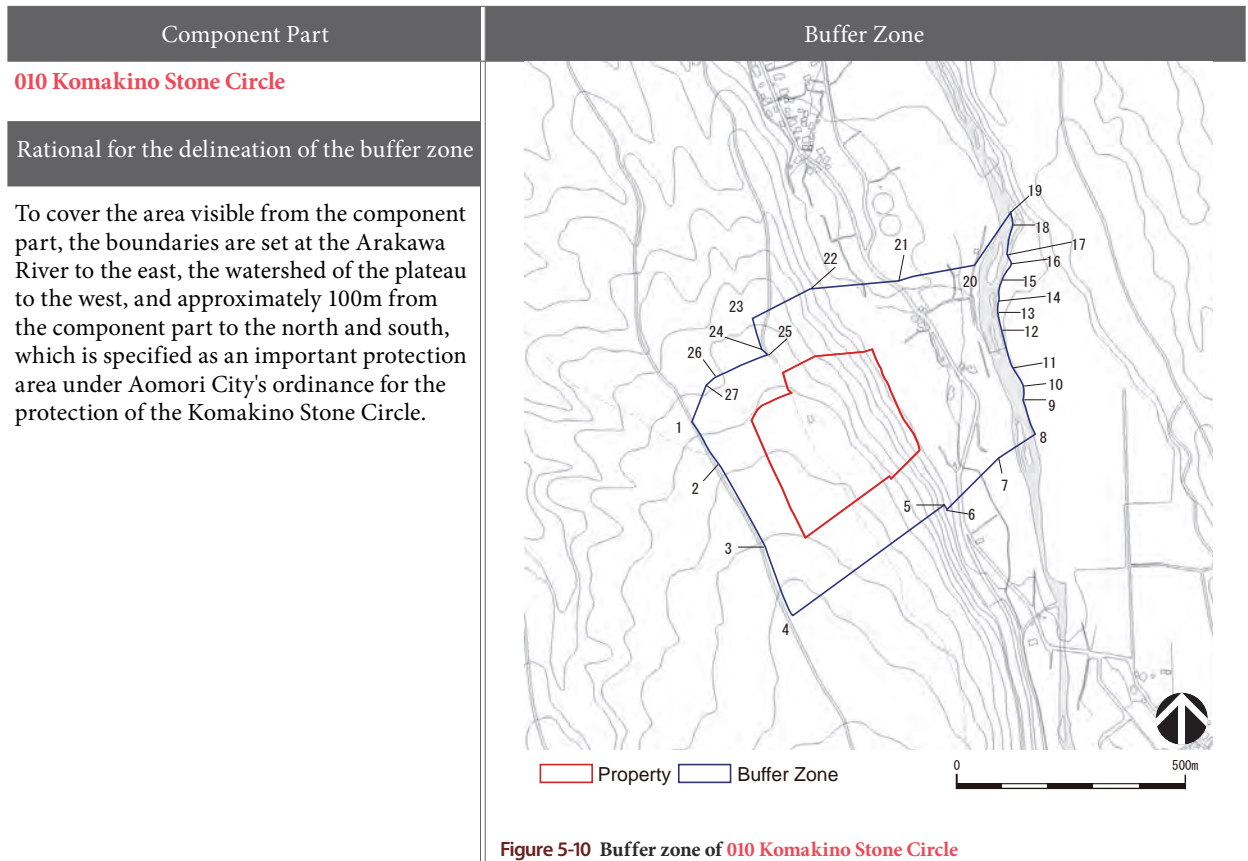 Component Part
Buffer Zone
010 Komakino Stone Circle
Rational for the delineation of the buffer zone
To cover the area visible from the component
part, the boundaries are set at the Arakawa
River to the east, the watershed of the plateau
to the west, and approximately 100m from
the component part to the north and south,
which is specified as an important protection
area under Aomori City's ordinance for the
protection of the Komakino Stone Circle.
19
18
17
16
21
20
15
22
14
13
23
12
24
25
11
26
10
27
9
1
8
2
7
5
6
3
4
0
500m
Property
Buffer Zone
Figure 5-10 Buffer zone of 010 Komakino Stone Circle